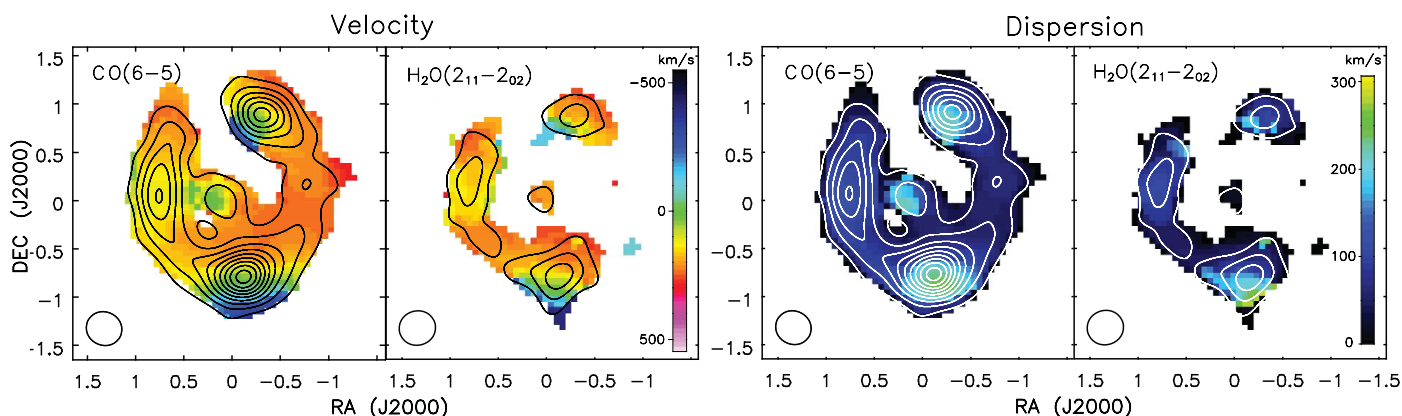 Velocity
Dispersion
CO(6–5)
H₂O(2₁₁–2₀₂)
km/s
-500
0
500
CO(6–5)
H₂O(2₁₁–2₀₂)
km/s
300
200
100
0
1.5
1
0.5
0
-0.5
-1
-1.5
DEC (J2000)
1.5
1
0.5
0
-0.5
-1
-1.5
1.5 1 0.5 0 -0.5 -1 1.5 1 0.5 0 -0.5 -1
1.5 1 0.5 0 -0.5 -1 1.5 1 0.5 0 -0.5 -1 -1.5
RA (J2000)
RA (J2000)